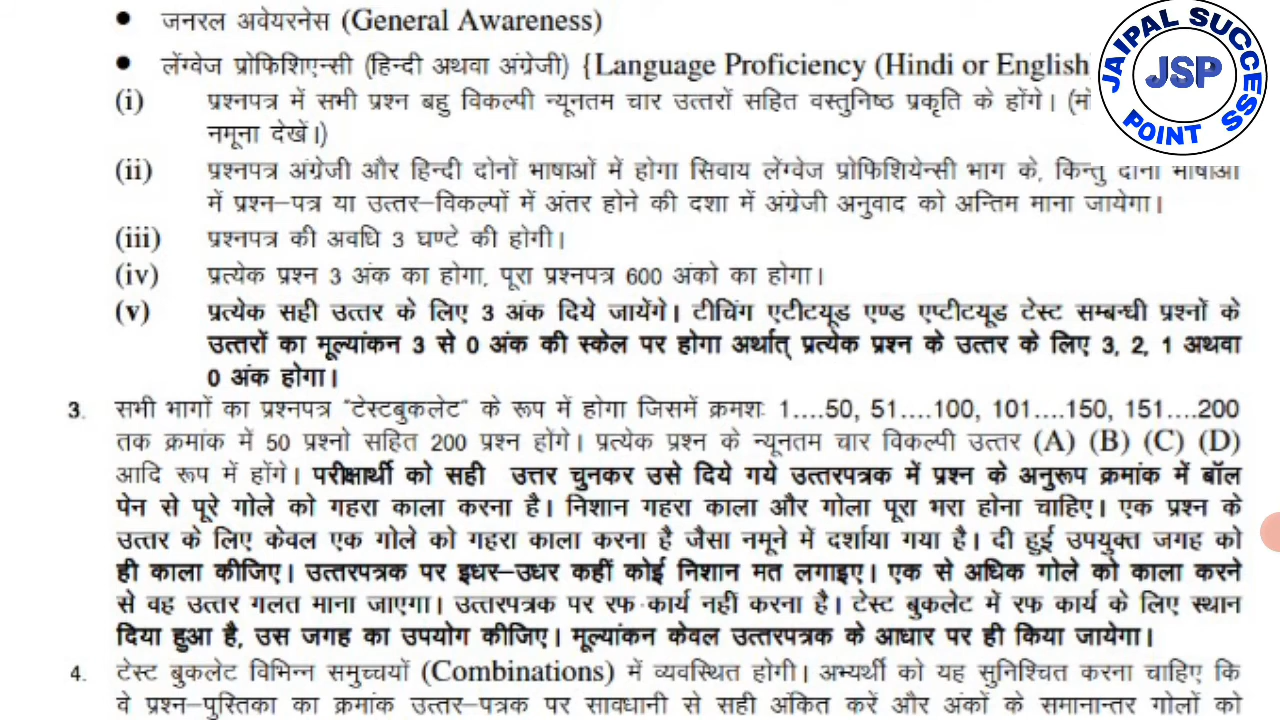 • जनरल अवेयरनेस (General Awareness)
• लेंग्वेज प्रोफिशिएन्सी (हिन्दी अथवा अंग्रेजी) {Language Proficiency (Hindi or English
(i) प्रश्नपत्र में सभी प्रश्न बहु विकल्पी न्यूनतम चार उत्तरों सहित वस्तुनिष्ठ प्रकृति के होंगे। (मॉ
नमूना देखें।)
(ii) प्रश्नपत्र अंग्रेजी और हिन्दी दोनों भाषाओं में होगा सिवाय लेंग्वेज प्रोफिशियेन्सी भाग के, किन्तु दोनों भाषाओं
में प्रश्न–पत्र या उत्तर–विकल्पों में अंतर होने की दशा में अंग्रेजी अनुवाद को अन्तिम माना जायेगा।
(iii) प्रश्नपत्र की अवधि 3 घण्टे की होगी।
(iv) प्रत्येक प्रश्न 3 अंक का होगा, पूरा प्रश्नपत्र 600 अंको का होगा।
(v) प्रत्येक सही उत्तर के लिए 3 अंक दिये जायेंगे। टीचिंग एटीटयूड एण्ड एप्टीटयूड टेस्ट सम्बन्धी प्रश्नों के
उत्तरों का मूल्यांकन 3 से 0 अंक की स्केल पर होगा अर्थात् प्रत्येक प्रश्न के उत्तर के लिए 3, 2, 1 अथवा
0 अंक होगा।
3. सभी भागों का प्रश्नपत्र "टेस्टबुकलेट" के रूप में होगा जिसमें क्रमशः 1....50, 51....100, 101....150, 151....200
तक क्रमांक में 50 प्रश्नो सहित 200 प्रश्न होंगे। प्रत्येक प्रश्न के न्यूनतम चार विकल्पी उत्तर (A) (B) (C) (D)
आदि रूप में होंगे। परीक्षार्थी को सही उत्तर चुनकर उसे दिये गये उत्तरपत्रक में प्रश्न के अनुरूप क्रमांक में बॉल
पेन से पूरे गोले को गहरा काला करना है। निशान गहरा काला और गोला पूरा भरा होना चाहिए। एक प्रश्न के
उत्तर के लिए केवल एक गोले को गहरा काला करना है जैसा नमूने में दर्शाया गया है। दी हुई उपयुक्त जगह को
ही काला कीजिए। उत्तरपत्रक पर इधर–उधर कहीं कोई निशान मत लगाइए। एक से अधिक गोले को काला करने
से वह उत्तर गलत माना जाएगा। उत्तरपत्रक पर रफ कार्य नहीं करना है। टेस्ट बुकलेट में रफ कार्य के लिए स्थान
दिया हुआ है, उस जगह का उपयोग कीजिए। मूल्यांकन केवल उत्तरपत्रक के आधार पर ही किया जायेगा।
4. टेस्ट बुकलेट विभिन्न समुच्चयों (Combinations) में व्यवस्थित होगी। अभ्यर्थी को यह सुनिश्चित करना चाहिए कि
वे प्रश्न–पुस्तिका का क्रमांक उत्तर–पत्रक पर सावधानी से सही अंकित करें और अंकों के समानान्तर गोलों को
JAIPAL SUCCESS
JSP
POINT